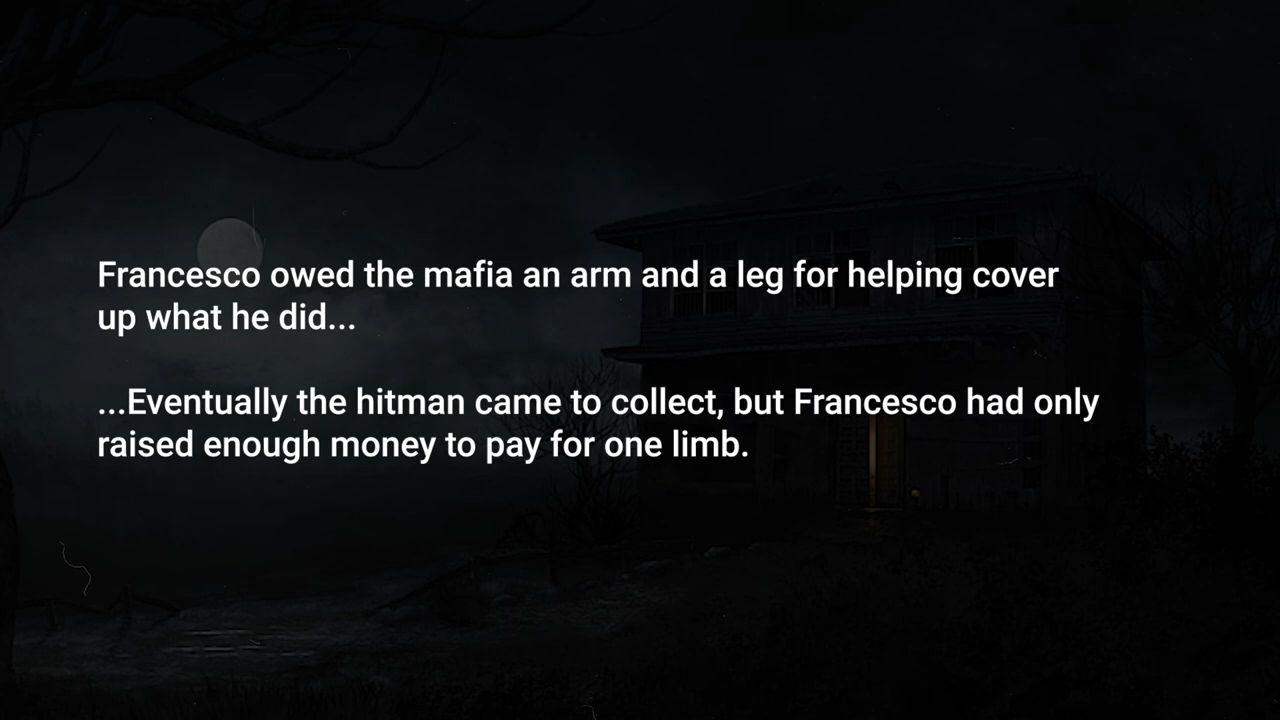 Francesco owed the mafia an arm and a leg for helping cover
up what he did...
...Eventually the hitman came to collect, but Francesco had only
raised enough money to pay for one limb.